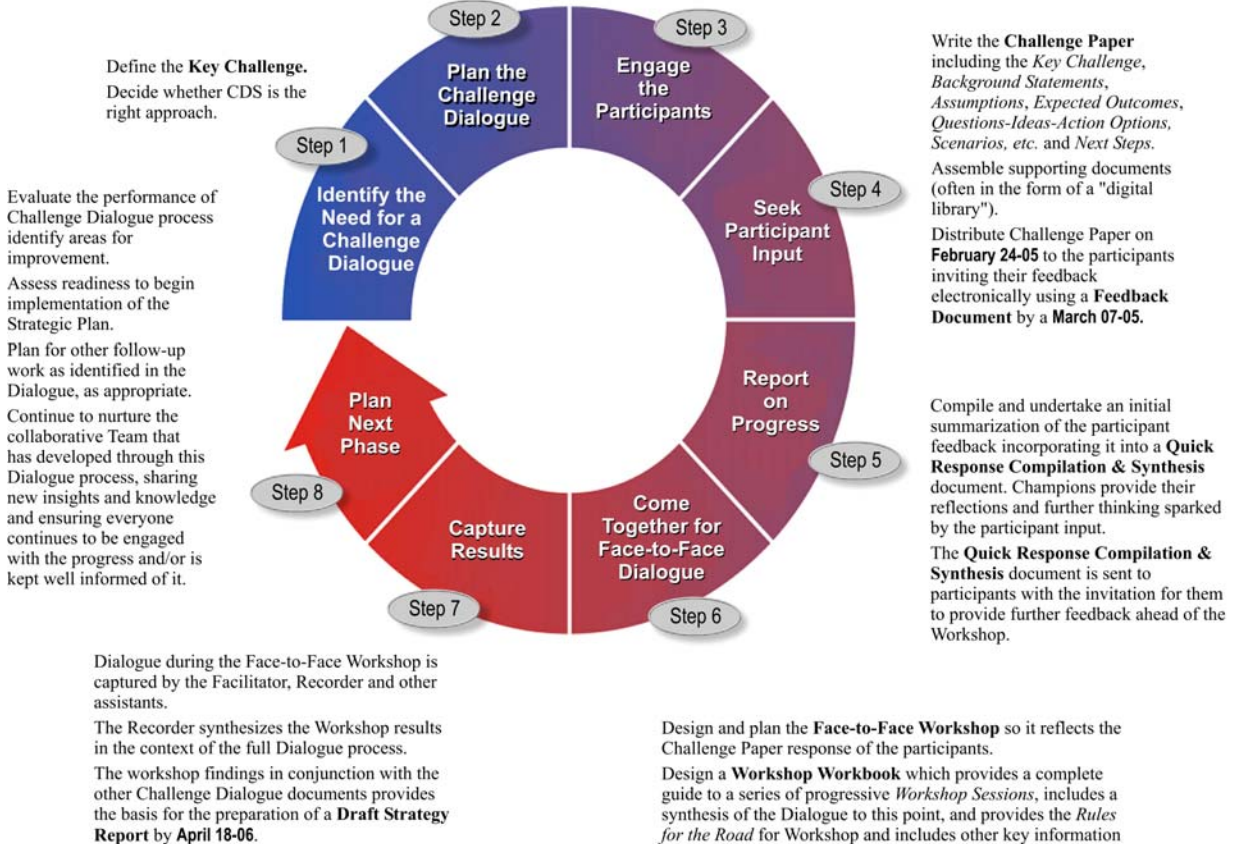 Step 1
Identify the
Need for a
Challenge
Dialogue
Define the Key Challenge.
Decide whether CDS is the
right approach.
Step 2
Plan the
Challenge
Dialogue
Step 3
Engage
the
Participants
Step 4
Seek
Participant
Input
Write the Challenge Paper
including the Key Challenge,
Background Statements,
Assumptions, Expected Outcomes,
Questions-Ideas-Action Options,
Scenarios, etc. and Next Steps.
Assemble supporting documents
(often in the form of a "digital
library").
Distribute Challenge Paper on
February 24-05 to the participants
inviting their feedback
electronically using a Feedback
Document by a March 07-05.
Step 5
Report
on
Progress
Compile and undertake an initial
summarization of the participant
feedback incorporating it into a Quick
Response Compilation & Synthesis
document. Champions provide their
reflections and further thinking sparked
by the participant input.
The Quick Response Compilation &
Synthesis document is sent to
participants with the invitation for them
to provide further feedback ahead of the
Workshop.
Step 6
Come
Together for
Face-to-Face
Dialogue
Design and plan the Face-to-Face Workshop so it reflects the
Challenge Paper response of the participants.
Design a Workshop Workbook which provides a complete
guide to a series of progressive Workshop Sessions, includes a
synthesis of the Dialogue to this point, and provides the Rules
for the Road for Workshop and includes other key information
Step 7
Capture
Results
Dialogue during the Face-to-Face Workshop is
captured by the Facilitator, Recorder and other
assistants.
The Recorder synthesizes the Workshop results
in the context of the full Dialogue process.
The workshop findings in conjunction with the
other Challenge Dialogue documents provides
the basis for the preparation of a Draft Strategy
Report by April 18-06.
Step 8
Plan
Next
Phase
Evaluate the performance of
Challenge Dialogue process
identify areas for
improvement.
Assess readiness to begin
implementation of the
Strategic Plan.
Plan for other follow-up
work as identified in the
Dialogue, as appropriate.
Continue to nurture the
collaborative Team that
has developed through this
Dialogue process, sharing
new insights and knowledge
and ensuring everyone
continues to be engaged
with the progress and/or is
kept well informed of it.